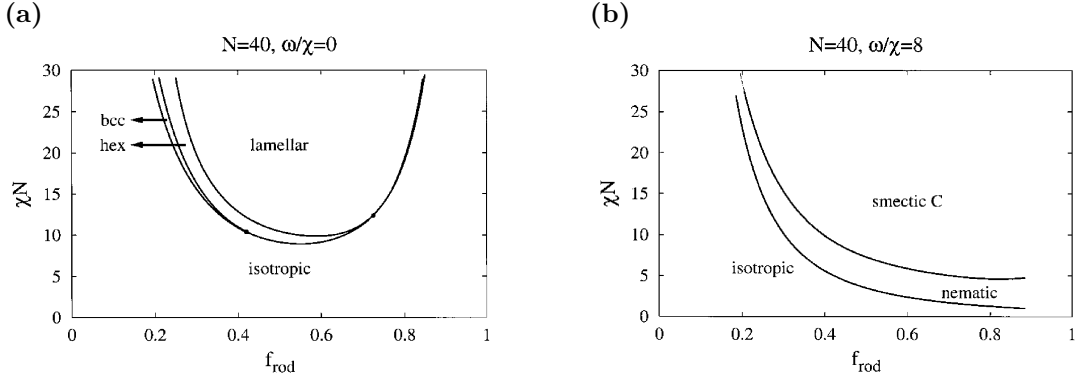 (a)
N=40, ω/χ=0
30
25
20
15
10
5
0
χN
bcc
hex
lamellar
isotropic
0
0.2
0.4
0.6
0.8
1
f_rod
(b)
N=40, ω/χ=8
30
25
20
15
10
5
0
χN
smectic C
isotropic
nematic
0
0.2
0.4
0.6
0.8
1
f_rod